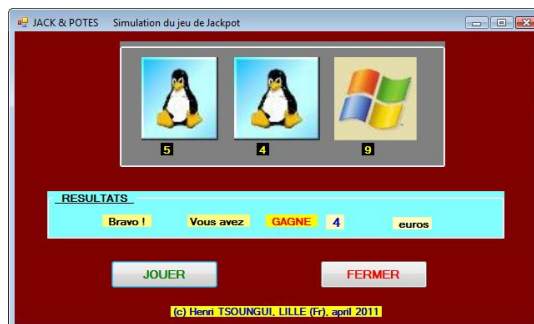 JACK & POTES Simulation du jeu de Jackpot
5 4 9
RESULTATS
Bravo ! Vous avez GAGNE 4 euros
JOUER FERMER
(c) Henri TSOUNGUI, LILLE (Fr), april 2011